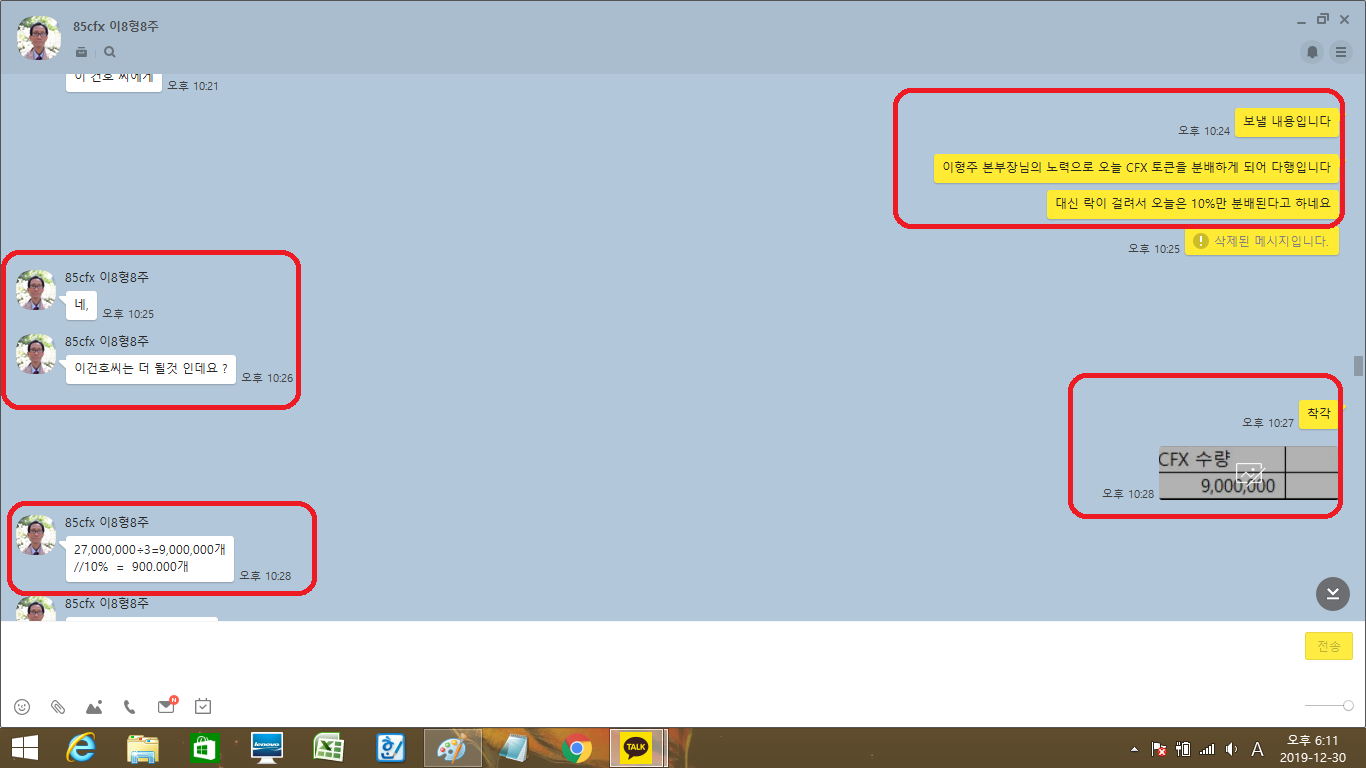 85cfx 이8형8주
이 건호 씨에게
오후 10:21
보낼 내용입니다
오후 10:24
이형주 본부장님의 노력으로 오늘 CFX 토큰을 분배하게 되어 다행입니다
대신 락이 걸려서 오늘은 10%만 분배된다고 하네요
삭제된 메시지입니다.
오후 10:25
85cfx 이8형8주
네,
오후 10:25
85cfx 이8형8주
이건호씨는 더 될것 인데요 ?
오후 10:26
착각
오후 10:27
CFX 수량
9,000,000
오후 10:28
85cfx 이8형8주
27,000,000÷3=9,000,000개
//10% = 900.000개
오후 10:28
85cfx 이8형8주
전송
N
lenovo
TALK
A
오후 6:11
2019-12-30